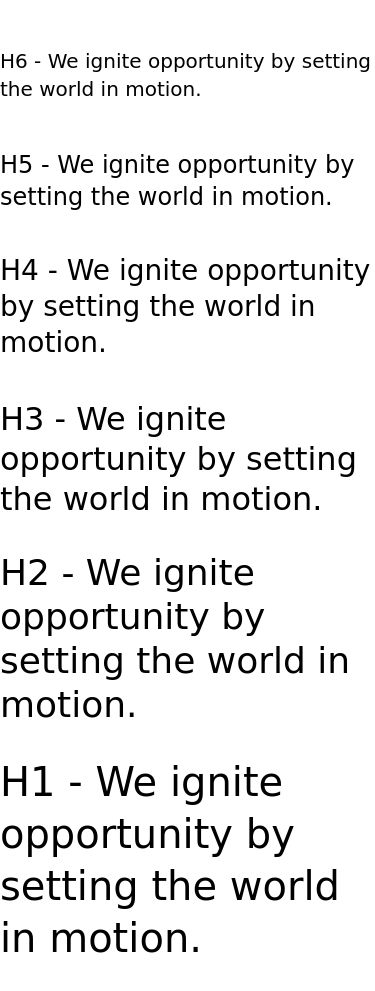 H6 - We ignite opportunity by setting
the world in motion.
H5 - We ignite opportunity by
setting the world in motion.
H4 - We ignite opportunity
by setting the world in
motion.
H3 - We ignite
opportunity by setting
the world in motion.
H2 - We ignite
opportunity by
setting the world in
motion.
H1 - We ignite
opportunity by
setting the world
in motion.